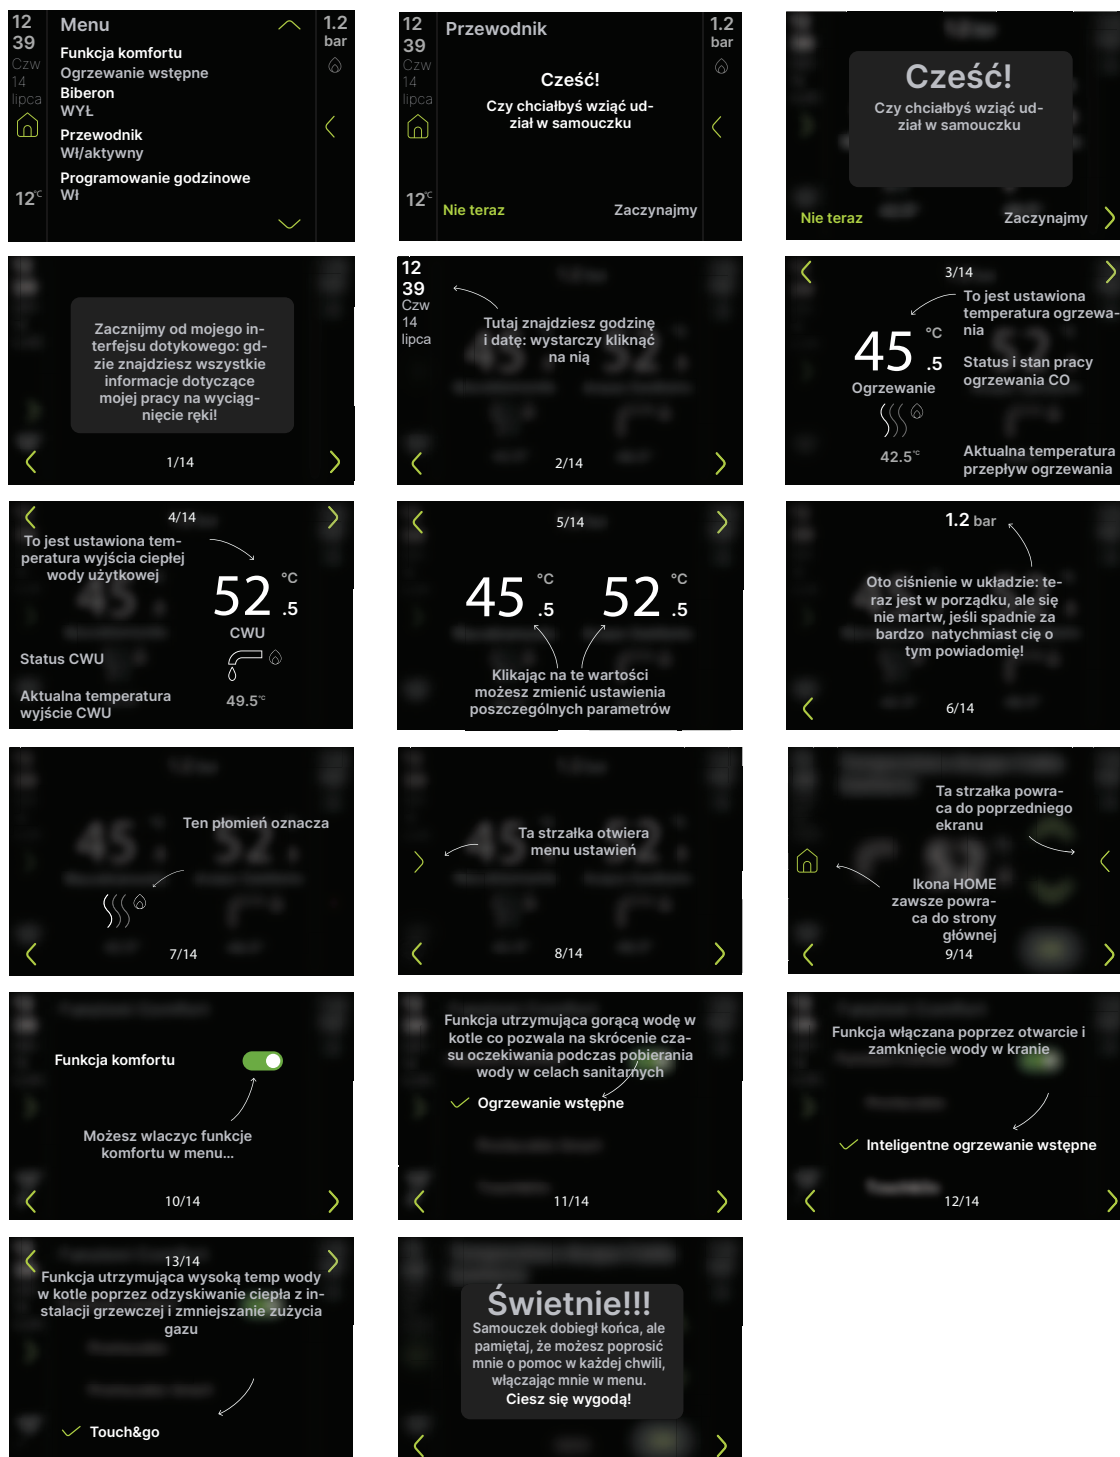 12
39
Czw
14
lipca
12°C
Menu
Funkcja komfortu
Ogrzewanie wstępne
Biberon
WYŁ
Przewodnik
Wł/aktywny
Programowanie godzinowe
Wł
1.2
bar
12
39
Czw
14
lipca
12°C
Przewodnik
Cześć!
Czy chciałbyś wziąć ud-
ział w samouczku
Nie teraz
Zaczynajmy
1.2
bar
Cześć!
Czy chciałbyś wziąć ud-
ział w samouczku
Nie teraz
Zaczynajmy
Zacznijmy od mojego in-
terfejsu dotykowego: gd-
zie znajdziesz wszystkie
informacje dotyczące
mojej pracy na wyciąg-
nięcie ręki!
1/14
12
39
Czw
14
lipca
Tutaj znajdziesz godzinę
i datę: wystarczy kliknąć
na nią
2/14
3/14
To jest ustawiona
temperatura ogrzewa-
nia
45.5 °C
Ogrzewanie
Status i stan pracy
ogrzewania CO
42.5°C
Aktualna temperatura
przepływ ogrzewania
4/14
To jest ustawiona tem-
peratura wyjścia ciepłej
wody użytkowej
52.5 °C
CWU
Status CWU
Aktualna temperatura
wyjście CWU
49.5°C
5/14
45.5 °C 52.5 °C
Klikając na te wartości
możesz zmienić ustawienia
poszczególnych parametrów
1.2 bar
Oto ciśnienie w układzie: te-
raz jest w porządku, ale się
nie martw, jeśli spadnie za
bardzo natychmiast cię o
tym powiadomię!
6/14
Ten płomień oznacza
7/14
Ta strzałka otwiera
menu ustawień
8/14
Ta strzałka powra-
ca do poprzedniego
ekranu
Ikona HOME
zawsze powra-
ca do strony
głównej
9/14
Funkcja komfortu
Możesz wlaczyc funkcje
komfortu w menu...
10/14
Funkcja utrzymująca gorącą wodę w
kotle co pozwala na skrócenie cza-
su oczekiwania podczas pobierania
wody w celach sanitarnych
Ogrzewanie wstępne
11/14
Funkcja włączana poprzez otwarcie i
zamknięcie wody w kranie
Inteligentne ogrzewanie wstępne
12/14
13/14
Funkcja utrzymująca wysoką temp wody
w kotle poprzez odzyskiwanie ciepła z in-
stalacji grzewczej i zmniejszanie zużycia
gazu
Touch&go
Świetnie!!!
Samouczek dobiegł końca, ale
pamiętaj, że możesz poprosić
mnie o pomoc w każdej chwili,
włączając mnie w menu.
Ciesz się wygodą!